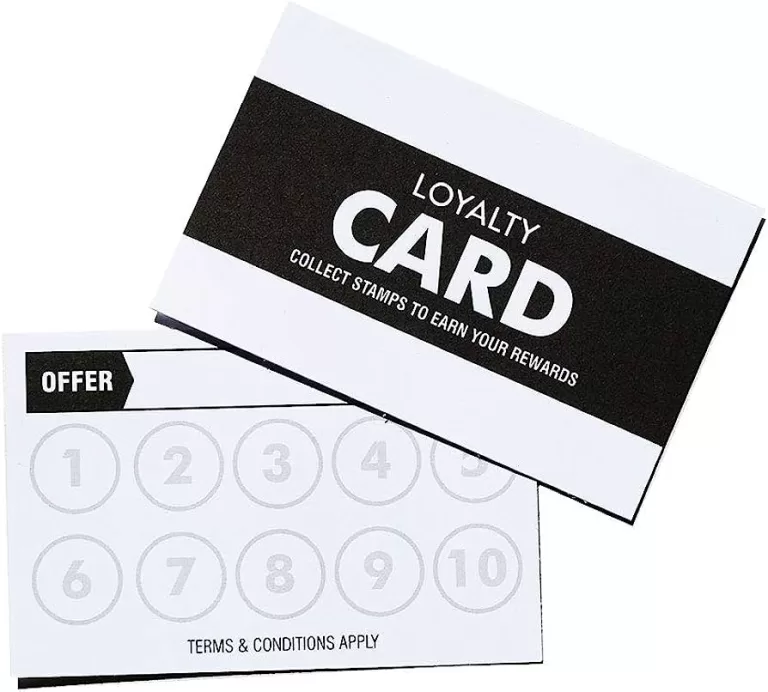 LOYALTY
CARD
COLLECT STAMPS TO EARN YOUR REWARDS
OFFER
1 2 3 4 5
6 7 8 9 10
TERMS & CONDITIONS APPLY